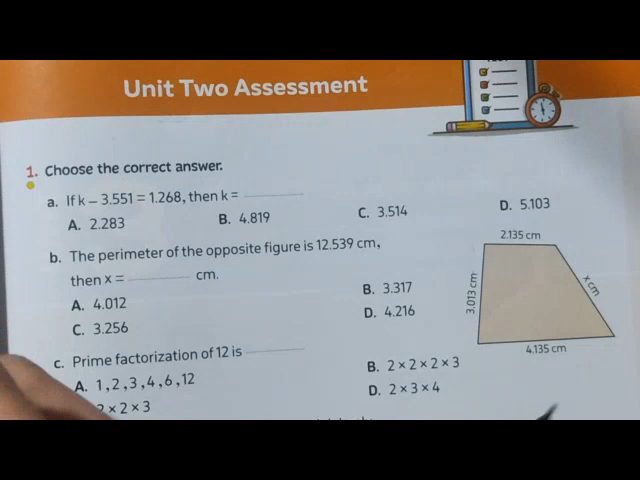 Unit Two Assessment
1. Choose the correct answer.
a. If k – 3.551 = 1.268, then k =
A. 2.283 B. 4.819 C. 3.514 D. 5.103
b. The perimeter of the opposite figure is 12.539 cm,
then x = cm.
A. 4.012 B. 3.317
C. 3.256 D. 4.216
2.135 cm
3.013 cm
x cm
4.135 cm
c. Prime factorization of 12 is
A. 1, 2, 3, 4, 6, 12 B. 2 × 2 × 2 × 3
2 × 2 × 3 D. 2 × 3 × 4